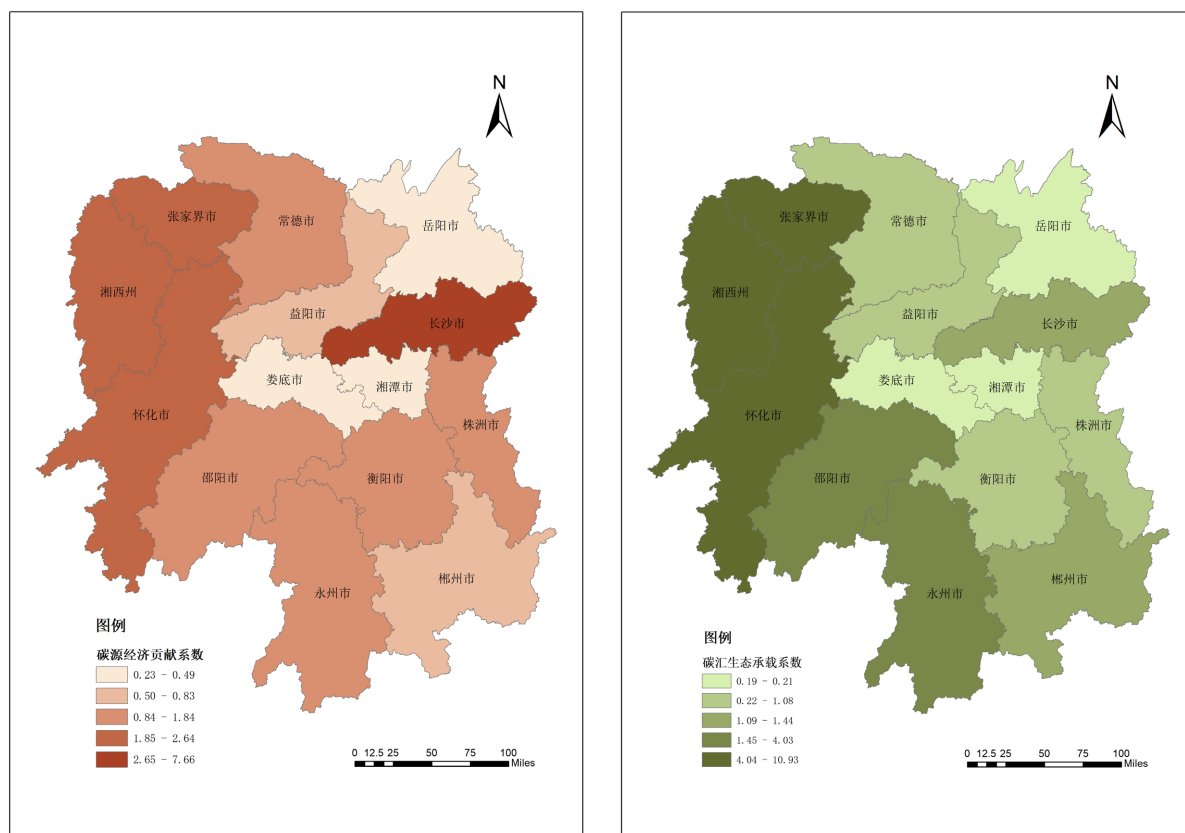 N
张家界市
常德市
岳阳市
湘西州
益阳市
长沙市
娄底市
湘潭市
怀化市
株洲市
邵阳市
衡阳市
永州市
郴州市
图例
碳源经济贡献系数
0.23 - 0.49
0.50 - 0.83
0.84 - 1.84
1.85 - 2.64
2.65 - 7.66
0 12.5 25 50 75 100
Miles
N
张家界市
常德市
岳阳市
湘西州
益阳市
长沙市
娄底市
湘潭市
怀化市
株洲市
邵阳市
衡阳市
永州市
郴州市
图例
碳汇生态承载系数
0.19 - 0.21
0.22 - 1.08
1.09 - 1.44
1.45 - 4.03
4.04 - 10.93
0 12.5 25 50 75 100
Miles